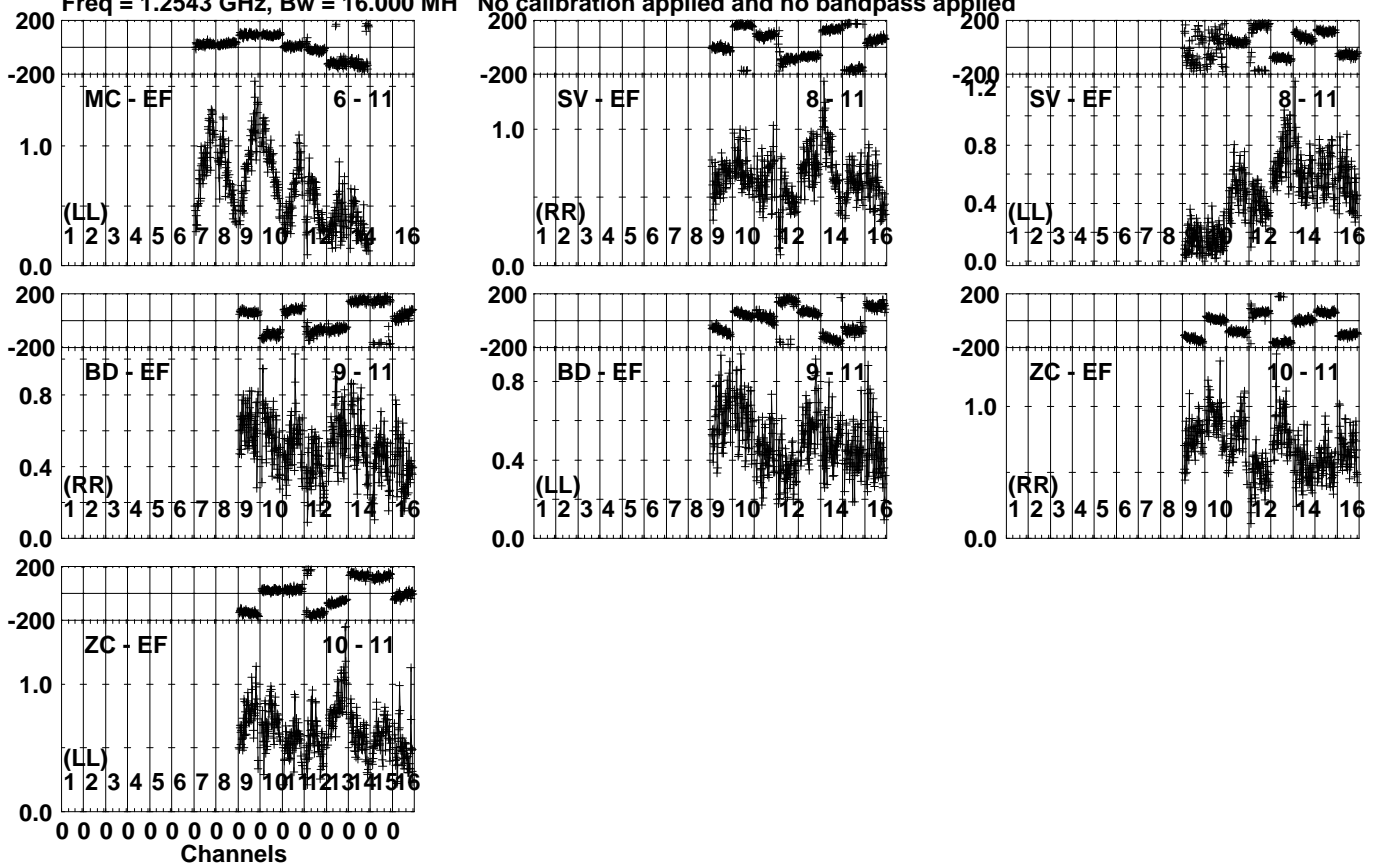 Freq = 1.2543 GHz, Bw = 16.000 MH No calibration applied and no bandpass applied
200
-200
MC - EF 6 - 11
1.0
(LL)
1 2 3 4 5 6 7 8 9 10 12 14 16
0.0
200
-200
SV - EF 8 - 11
1.0
(RR)
1 2 3 4 5 6 7 8 9 10 12 14 16
0.0
200
-200
1.2
SV - EF 8 - 11
0.8
0.4
(LL)
1 2 3 4 5 6 7 8 12 14 16
0.0
200
-200
BD - EF 9 - 11
0.8
0.4
(RR)
1 2 3 4 5 6 7 8 9 10 12 14 16
0.0
200
-200
BD - EF 9 - 11
0.8
0.4
(LL)
1 2 3 4 5 6 7 8 9 10 12 14 16
0.0
200
-200
ZC - EF 10 - 11
1.0
(RR)
1 2 3 4 5 6 7 8 9 10 12 14 16
0.0
200
-200
ZC - EF 10 - 11
1.0
(LL)
1 2 3 4 5 6 7 8 9 10 11 12 13 14 15 16
0.0
0 0 0 0 0 0 0 0 0 0 0 0 0 0 0 0
Channels